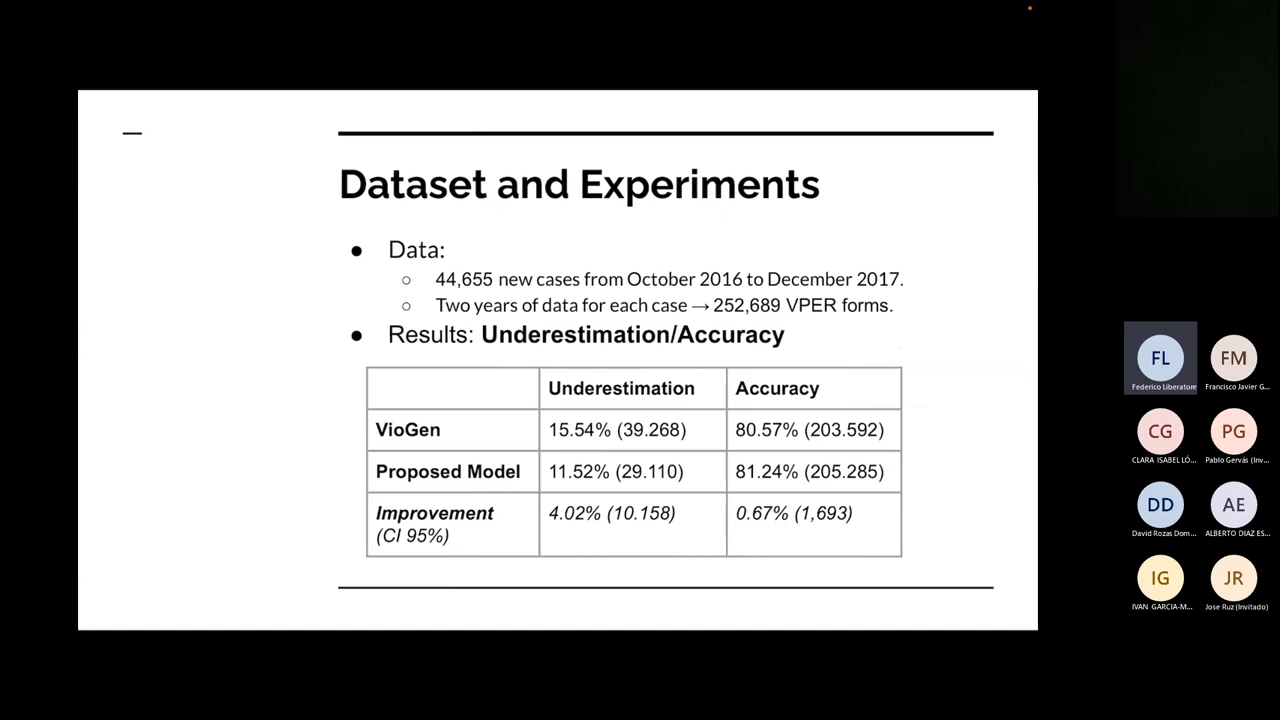 Dataset and Experiments
● Data:
○ 44,655 new cases from October 2016 to December 2017.
○ Two years of data for each case → 252,689 VPER forms.
● Results: Underestimation/Accuracy
Underestimation Accuracy
VioGen 15.54% (39.268) 80.57% (203.592)
Proposed Model 11.52% (29.110) 81.24% (205.285)
Improvement 4.02% (10.158) 0.67% (1,693)
(CI 95%)
FL FM
Federico Liberatore Francisco Javier G...
CG PG
CLARA ISABEL LÓ... Pablo Gervás (Inv...
DD AE
David Rozas Dom... ALBERTO DIAZ ES...
IG JR
IVAN GARCIA-M... Jose Ruz (Invitado)